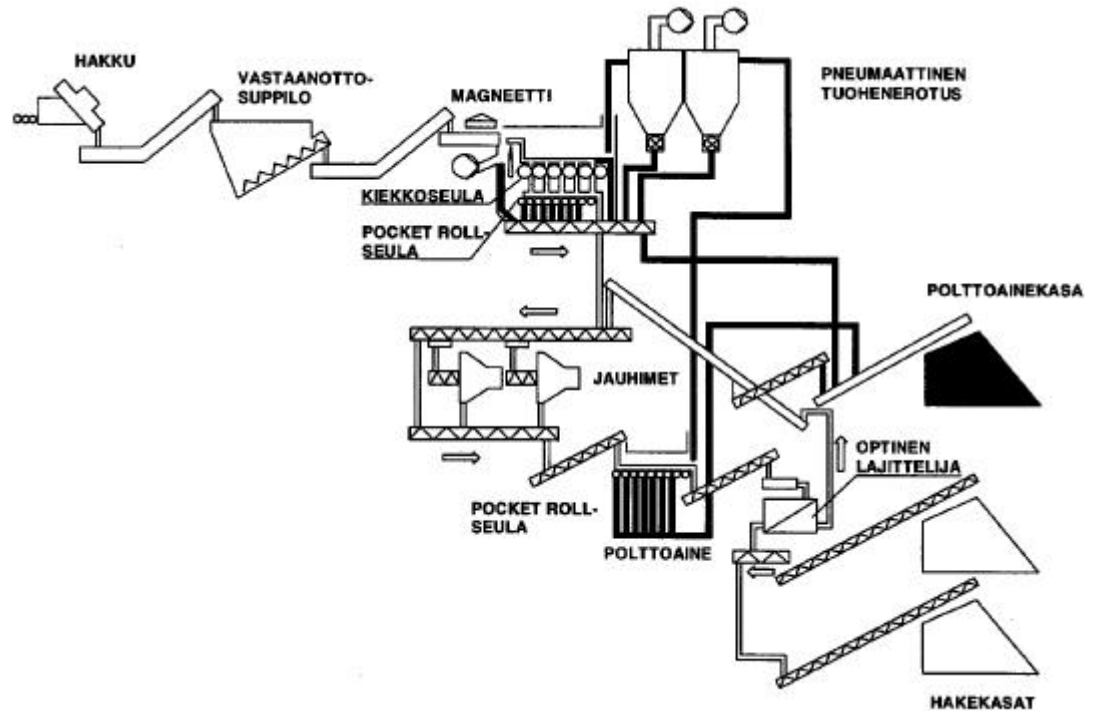 HAKKU
VASTAANOTTO-
SUPPILO
MAGNEETTI
PNEUMAATTINEN
TUOHENEROTUS
KIEKKOSEULA
POCKET ROLL-
SEULA
POLTTOAINEKASA
JAUHIMET
OPTINEN
LAJITTELIJA
POCKET ROLL-
SEULA
POLTTOAINE
HAKEKASAT